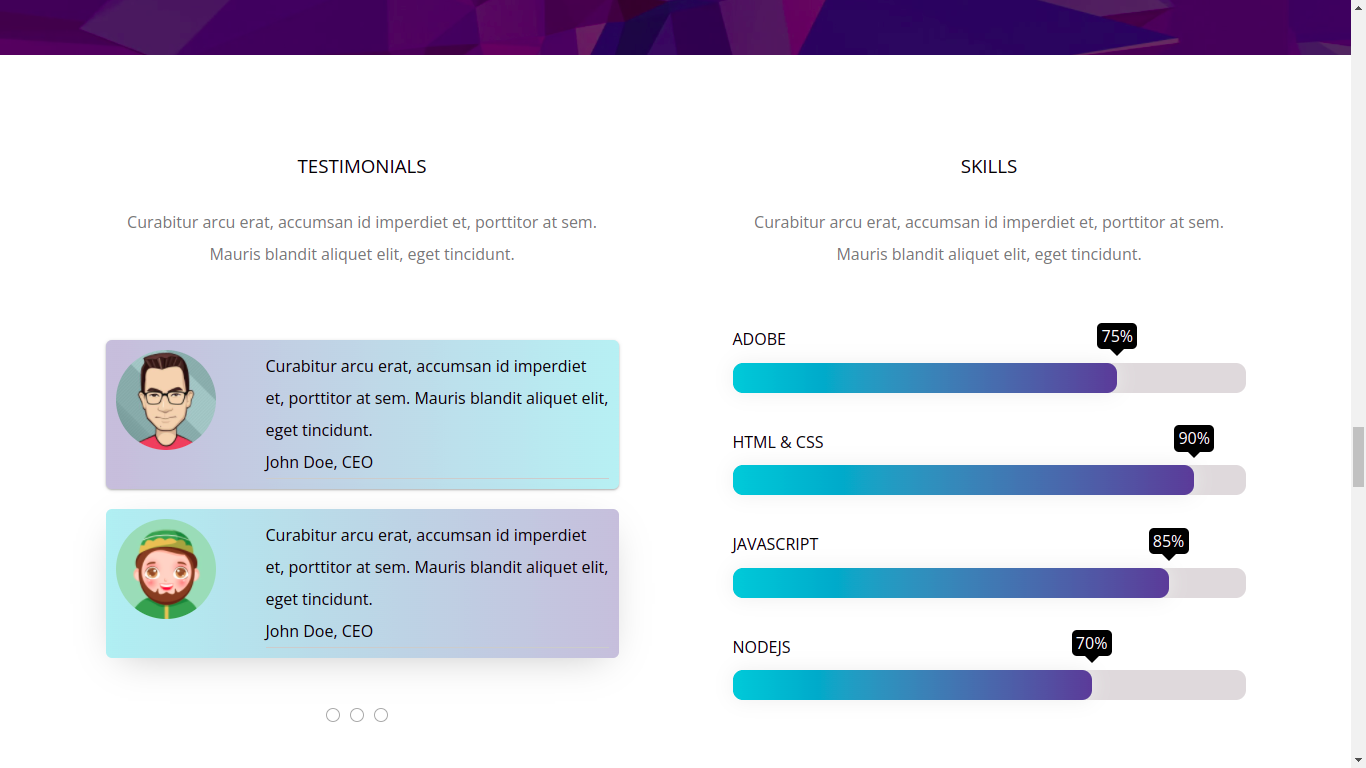 TESTIMONIALS
Curabitur arcu erat, accumsan id imperdiet et, porttitor at sem.
Mauris blandit aliquet elit, eget tincidunt.
Curabitur arcu erat, accumsan id imperdiet
et, porttitor at sem. Mauris blandit aliquet elit,
eget tincidunt.
John Doe, CEO
Curabitur arcu erat, accumsan id imperdiet
et, porttitor at sem. Mauris blandit aliquet elit,
eget tincidunt.
John Doe, CEO
SKILLS
Curabitur arcu erat, accumsan id imperdiet et, porttitor at sem.
Mauris blandit aliquet elit, eget tincidunt.
ADOBE
75%
HTML & CSS
90%
JAVASCRIPT
85%
NODEJS
70%